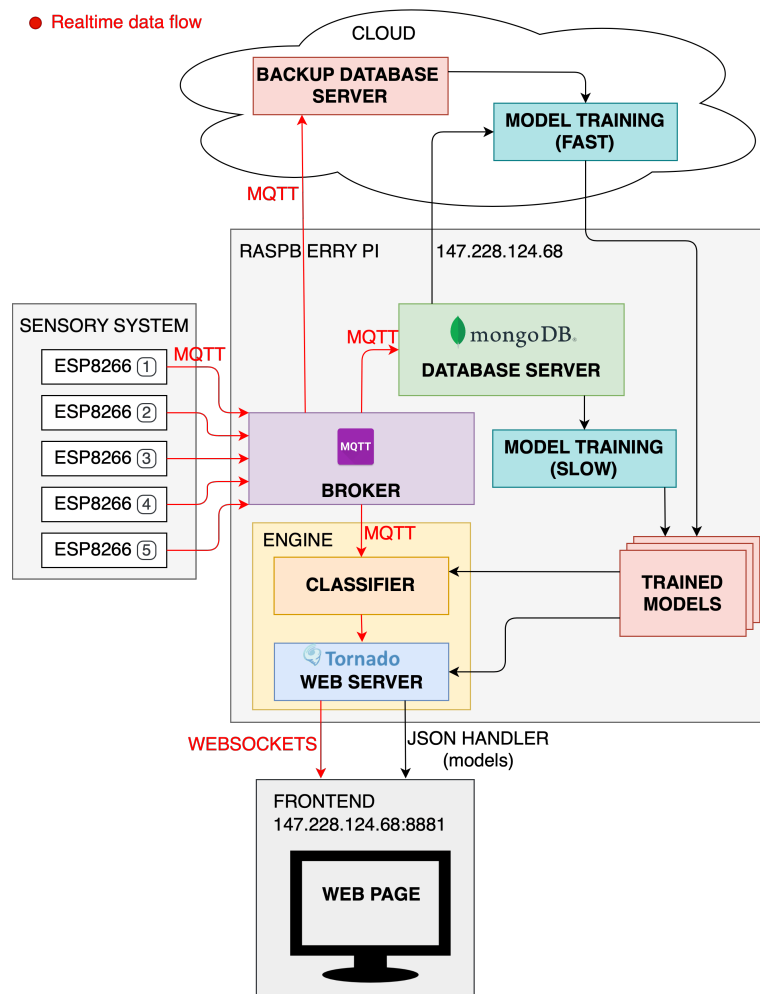 Realtime data flow
CLOUD
BACKUP DATABASE
SERVER
MODEL TRAINING
(FAST)
MQTT
RASPB ERRY PI
147.228.124.68
SENSORY SYSTEM
ESP8266 1
ESP8266 2
ESP8266 3
ESP8266 4
ESP8266 5
MQTT
MQTT
mongoDB.
DATABASE SERVER
MQTT
BROKER
MODEL TRAINING
(SLOW)
MQTT
ENGINE
CLASSIFIER
TRAINED
MODELS
Tornado
WEB SERVER
WEBSOCKETS
JSON HANDLER
(models)
FRONTEND
147.228.124.68:8881
WEB PAGE